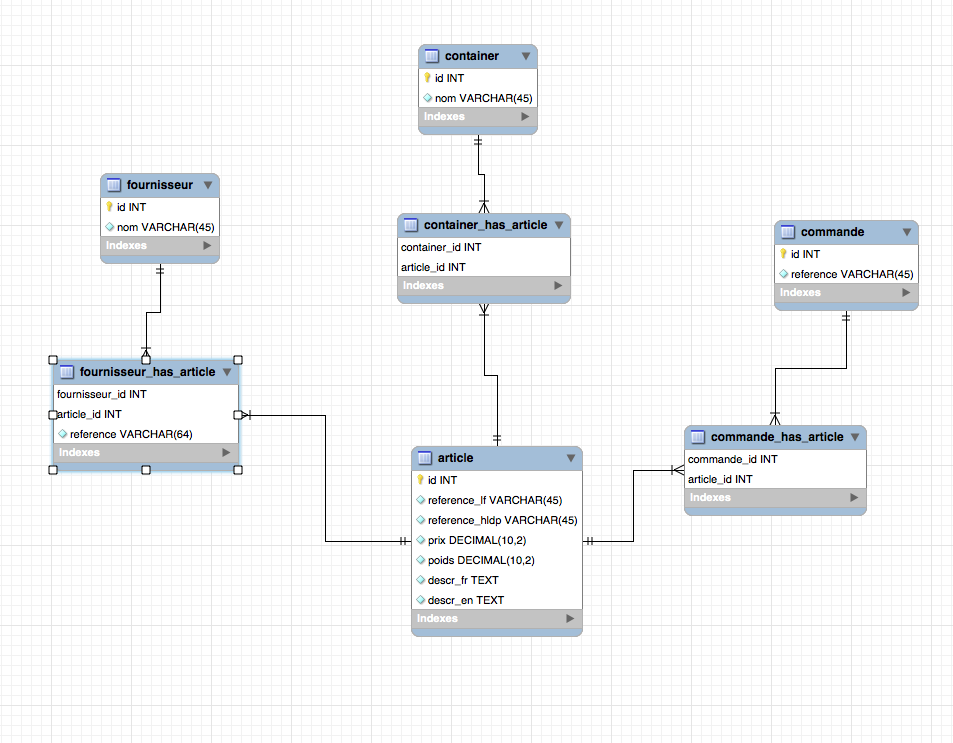 container
id INT
nom VARCHAR(45)
Indexes
fournisseur
id INT
nom VARCHAR(45)
Indexes
container_has_article
container_id INT
article_id INT
Indexes
commande
id INT
reference VARCHAR(45)
Indexes
fournisseur_has_article
fournisseur_id INT
article_id INT
reference VARCHAR(64)
Indexes
article
id INT
reference_lf VARCHAR(45)
reference_hldp VARCHAR(45)
prix DECIMAL(10,2)
poids DECIMAL(10,2)
descr_fr TEXT
descr_en TEXT
Indexes
commande_has_article
commande_id INT
article_id INT
Indexes